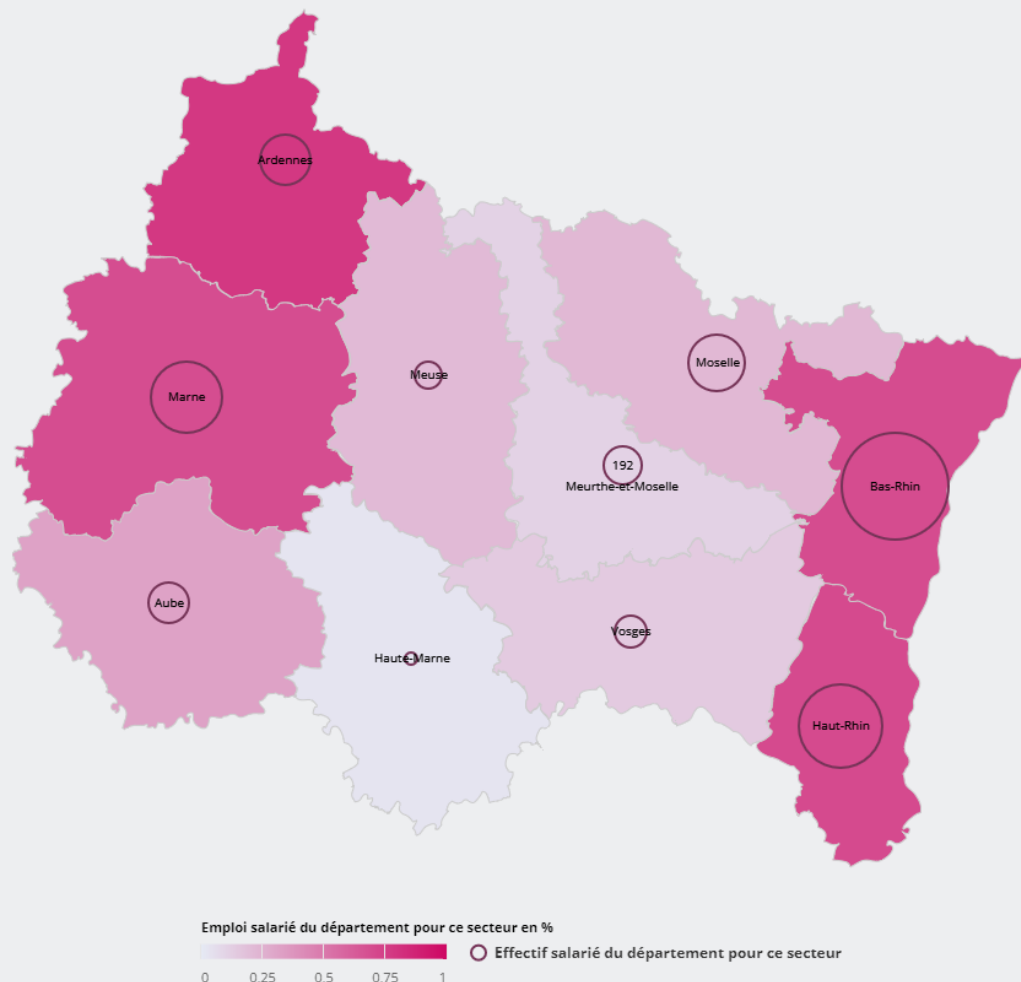 Ardennes
Moselle
Meuse
Marne
192
Meurthe-et-Moselle
Bas-Rhin
Aube
Vosges
Haute-Marne
Haut-Rhin
Emploi salarié du département pour ce secteur en %
Effectif salarié du département pour ce secteur
0 0.25 0.5 0.75 1